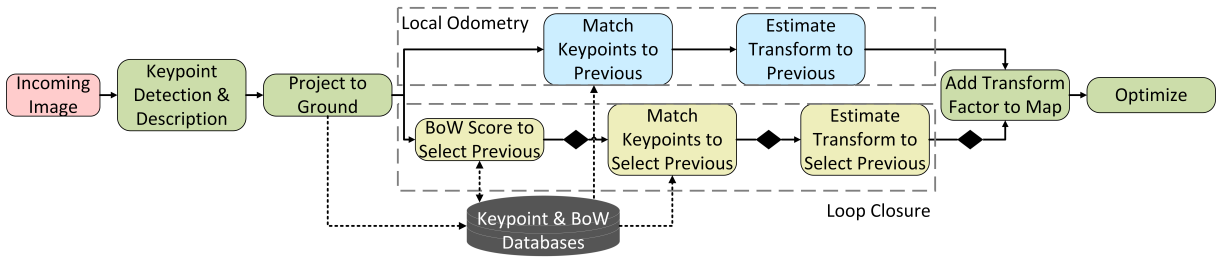 Incoming
Image
Keypoint
Detection &
Description
Project to
Ground
Local Odometry
Match
Keypoints to
Previous
Estimate
Transform to
Previous
BoW Score to
Select Previous
Match
Keypoints to
Select Previous
Estimate
Transform to
Select Previous
Loop Closure
Keypoint & BoW
Databases
Add Transform
Factor to Map
Optimize